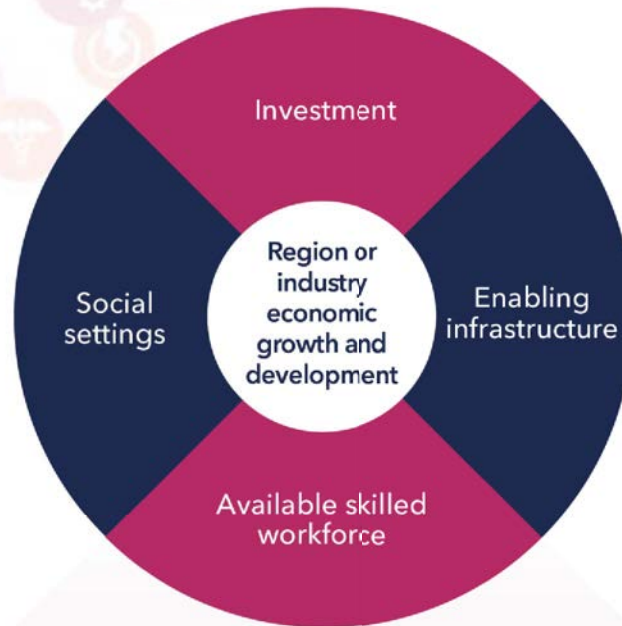 Investment
Social
settings
Region or
industry
economic
growth and
development
Enabling
infrastructure
Available skilled
workforce